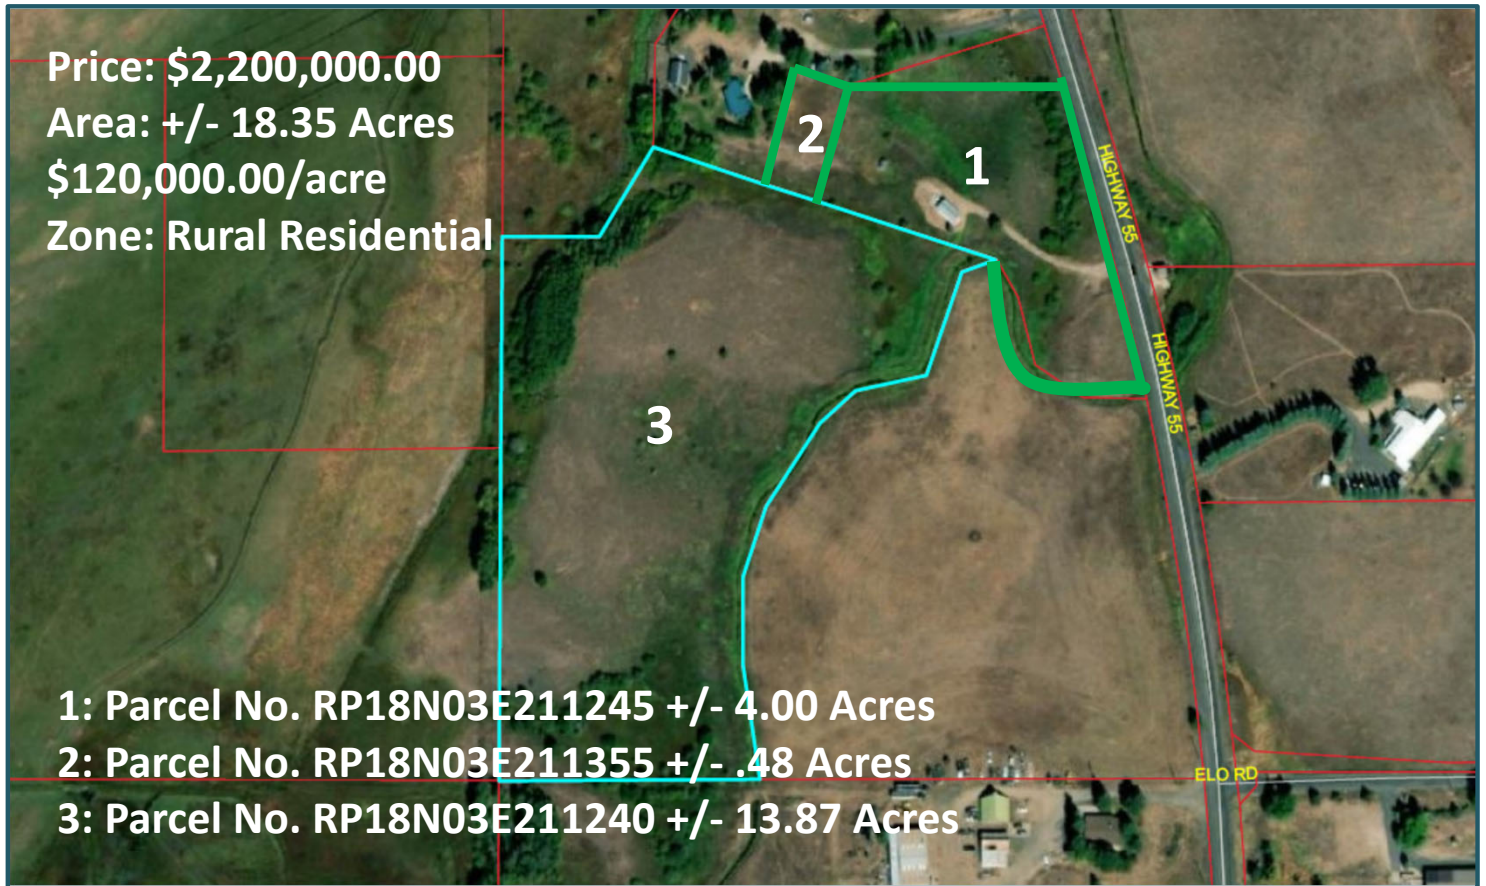 Price: $2,200,000.00
Area: +/- 18.35 Acres
$120,000.00/acre
Zone: Rural Residential
2
1
HIGHWAY 55
HIGHWAY 55
3
1: Parcel No. RP18N03E211245 +/- 4.00 Acres
2: Parcel No. RP18N03E211355 +/- .48 Acres
ELO RD
3: Parcel No. RP18N03E211240 +/- 13.87 Acres